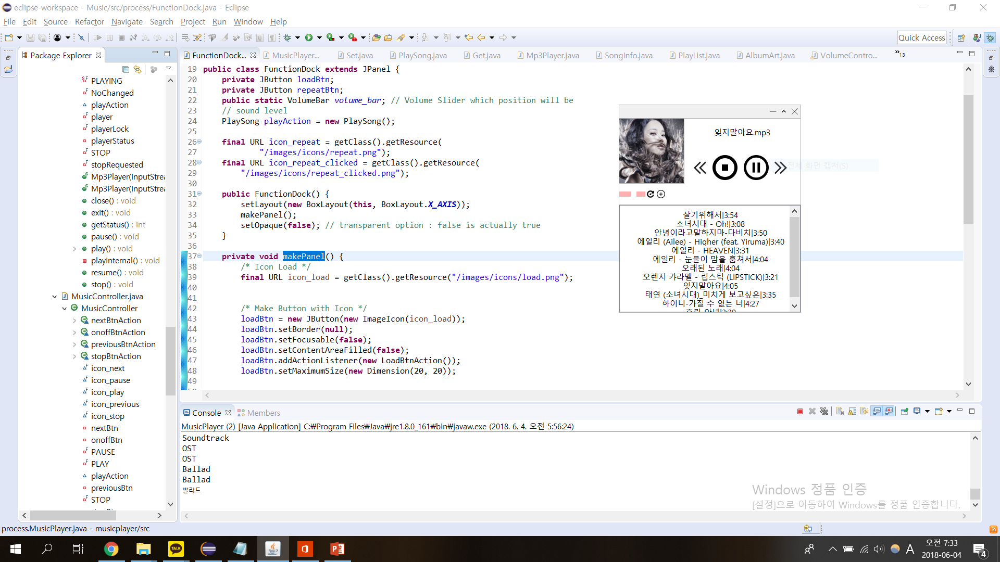 eclipse-workspace - Music/src/process/FunctionDock.java - Eclipse
File Edit Source Refactor Navigate Search Project Run Window Help
Quick Access
Package Explorer
PLAYING
NoChanged
playAction
player
playerLock
playerStatus
STOP
stopRequested
Mp3Player(InputStrea
Mp3Player(InputStrea
close() : void
exit() : void
getStatus() : int
pause() : void
play() : void
playInternal() : void
resume() : void
stop() : void
MusicController.java
MusicController
nextBtnAction
onoffBtnAction
previousBtnAction
stopBtnAction
icon_next
icon_pause
icon_play
icon_previous
icon_stop
nextBtn
onoffBtn
PAUSE
PLAY
playAction
previousBtn
STOP
FunctionDock... MusicPlayer... Set.java PlaySong.java Get.java Mp3Player.java SongInfo.java PlayList.java AlbumArt.java VolumeContro... »13
19 public class FunctionDock extends JPanel {
20 private JButton loadBtn;
21 private JButton repeatBtn;
22 public static VolumeBar volume_bar; // Volume Slider which position will be
23 // sound level
24 PlaySong playAction = new PlaySong();
25
26 final URL icon_repeat = getClass().getResource(
27 "/images/icons/repeat.png");
28 final URL icon_repeat_clicked = getClass().getResource(
29 "/images/icons/repeat_clicked.png");
30
31 public FunctionDock() {
32 setLayout(new BoxLayout(this, BoxLayout.X_AXIS));
33 makePanel();
34 setOpaque(false); // transparent option : false is actually true
35 }
36
37 private void makePanel() {
38 /* Icon Load */
39 final URL icon_load = getClass().getResource("/images/icons/load.png");
40
41
42 /* Make Button with Icon */
43 loadBtn = new JButton(new ImageIcon(icon_load));
44 loadBtn.setBorder(null);
45 loadBtn.setFocusable(false);
46 loadBtn.setContentAreaFilled(false);
47 loadBtn.addActionListener(new LoadBtnAction());
48 loadBtn.setMaximumSize(new Dimension(20, 20));
49
잊지말아요.mp3
전체 화면 캡처(S)
살기위해서|3:54
소녀시대 - Oh!|3:08
안녕이라고말하지마-다비치|3:50
에일리 (Ailee) - Higher (feat. Yiruma)|3:40
에일리 - HEAVEN|3:31
에일리 - 눈물이 맘을 훔쳐서|4:04
오래된 노래|4:04
오렌지 캬라멜 - 립스틱 (LIPSTICK)|3:21
잊지말아요|4:05
태연 (소녀시대)_미치게 보고싶은|3:35
하이니-가질 수 없는 너|4:27
Console Members
MusicPlayer (2) [Java Application] C:₩Program Files₩Java₩jre1.8.0_161₩bin₩javaw.exe (2018. 6. 4. 오전 5:56:24)
Soundtrack
OST
OST
Ballad
Ballad
발라드
Windows 정품 인증
[설정]으로 이동하여 Windows를 정품 인증합니다.
process.MusicPlayer.java - musicplayer/src
TALK
A
오전 7:33
2018-06-04
4